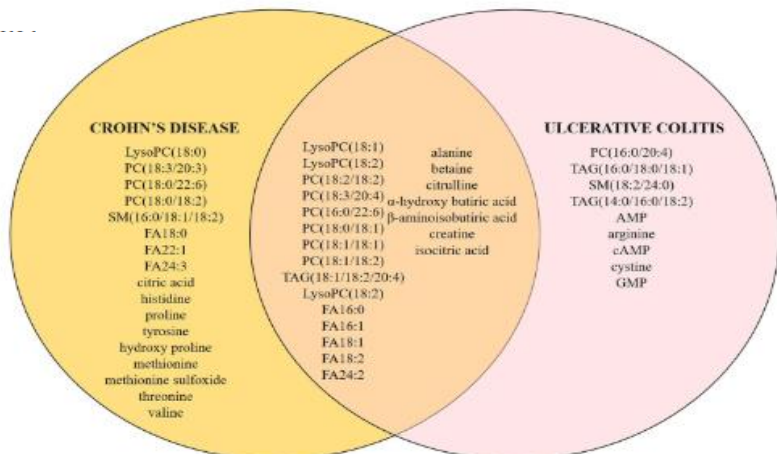 CROHN'S DISEASE
LysoPC(18:0)
PC(18:3/20:3)
PC(18:0/22:6)
PC(18:0/18:2)
SM(16:0/18:1/18:2)
FA18:0
FA22:1
FA24:3
citric acid
histidine
proline
tyrosine
hydroxy proline
methionine
methionine sulfoxide
threonine
valine
LysoPC(18:1)
LysoPC(18:2)
PC(18:2/18:2)
PC(18:3/20:4)
PC(16:0/22:6)
PC(18:0/18:1)
PC(18:1/18:1)
PC(18:1/18:2)
TAG(18:1/18:2/20:4)
LysoPC(18:2)
FA16:0
FA16:1
FA18:1
FA18:2
FA24:2
alanine
betaine
citrulline
α-hydroxy butiric acid
β-aminoisobutiric acid
creatine
isocitric acid
ULCERATIVE COLITIS
PC(16:0/20:4)
TAG(16:0/18:0/18:1)
SM(18:2/24:0)
TAG(14:0/16:0/18:2)
AMP
arginine
cAMP
cystine
GMP